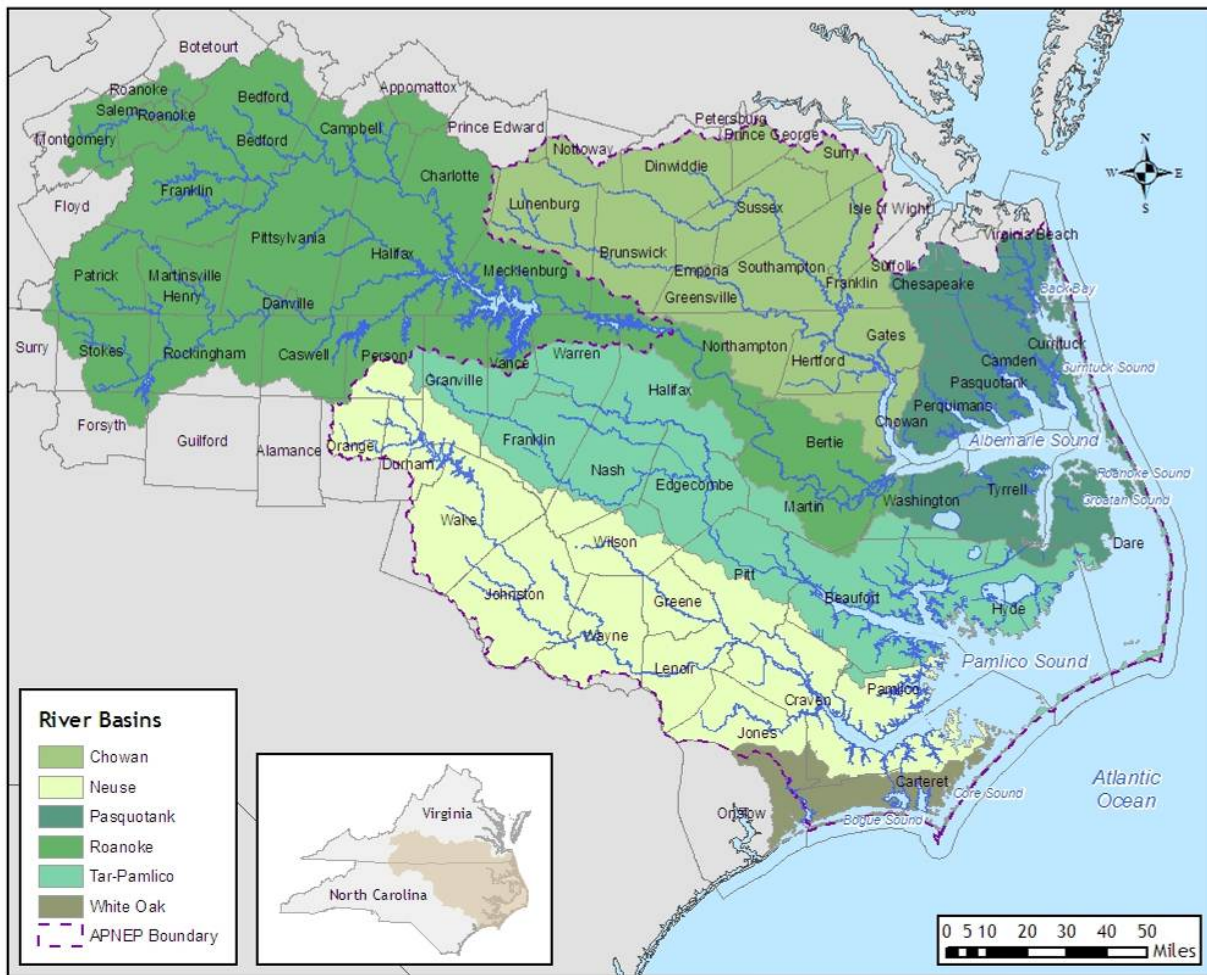 Botetourt
Roanoke
Bedford
Appomattox
Salem
Roanoke
Campbell
Prince Edward
Petersburg
Prince George
Montgomery
Bedford
Nottoway
Dinwiddie
Surry
Charlotte
Franklin
Floyd
Lunenburg
Sussex
Isle of Wight
Pittsylvania
Halifax
Brunswick
Virginia Beach
Patrick
Martinsville
Mecklenburg
Emporia
Southampton
Suffolk
Henry
Danville
Greensville
Franklin
Chesapeake
Back Bay
Surry
Stokes
Rockingham
Caswell
Person
Vance
Warren
Northampton
Gates
Hertford
Camden
Currituck
Currituck Sound
Granville
Halifax
Pasquotank
Perquimans
Forsyth
Guilford
Alamance
Orange
Durham
Franklin
Bertie
Chowan
Albemarle Sound
Nash
Edgecombe
Roanoke Sound
Martin
Washington
Tyrrell
Croatan Sound
Wake
Wilson
Dare
Pitt
Beaufort
Hyde
Johnston
Greene
Wayne
Lenoir
Pamlico Sound
Craven
Pamlico
Jones
Carteret
Core Sound
Onslow
Bogue Sound
Atlantic
Ocean
N
W
E
S
River Basins
Chowan
Neuse
Pasquotank
Roanoke
Tar-Pamlico
White Oak
APNEP Boundary
Virginia
North Carolina
0 5 10 20 30 40 50
Miles